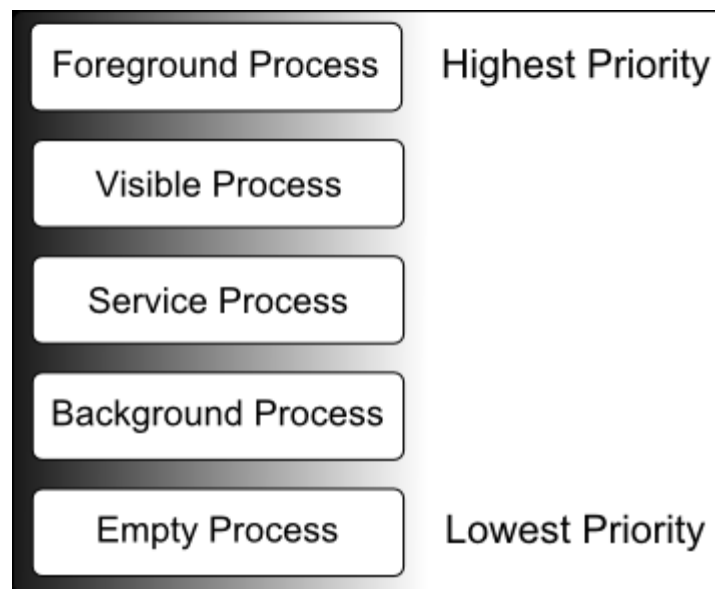 Foreground Process Highest Priority
Visible Process
Service Process
Background Process
Empty Process Lowest Priority